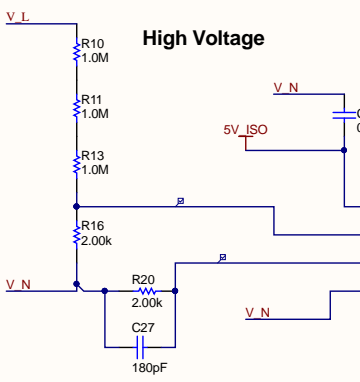 V_L
High Voltage
R10
1.0M
R11
1.0M
R13
1.0M
V_N
5V_ISO
R16
2.00k
V_N
R20
2.00k
C27
180pF
V_N